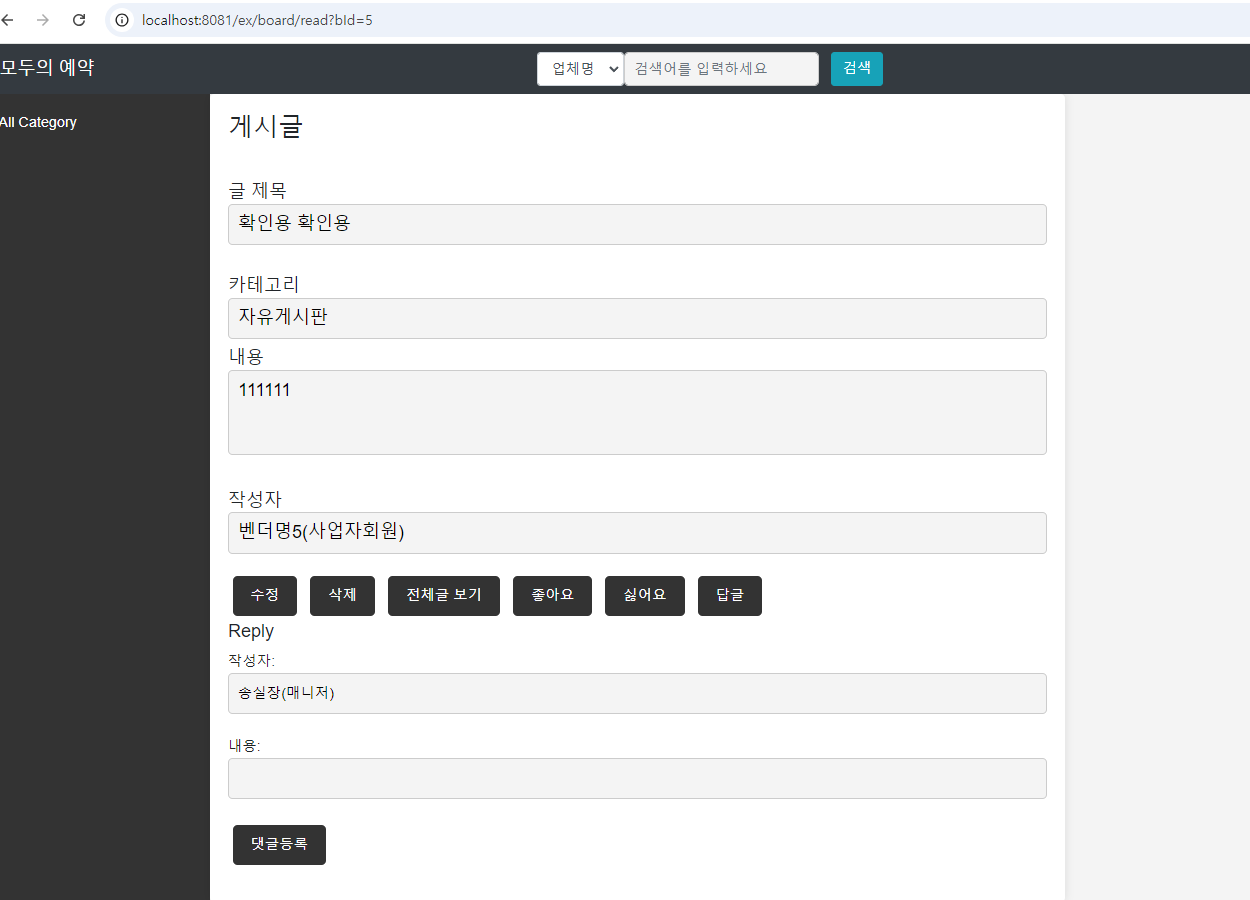 localhost:8081/ex/board/read?bId=5
모두의 예약
업체명 검색어를 입력하세요 검색
All Category
게시글
글 제목
확인용 확인용
카테고리
자유게시판
내용
111111
작성자
벤더명5(사업자회원)
수정 삭제 전체글 보기 좋아요 싫어요 답글
Reply
작성자:
송실장(매니저)
내용:
댓글등록